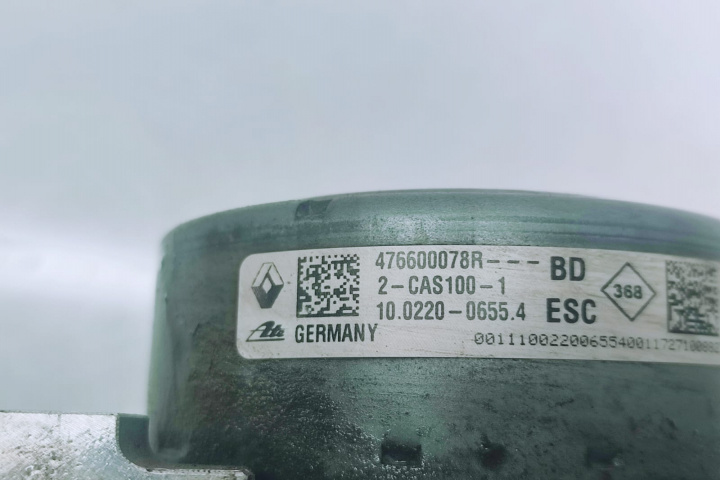 476600078R--- BD
2-CAS100-1
10.0220-0655.4 ESC
368
Ate GERMANY